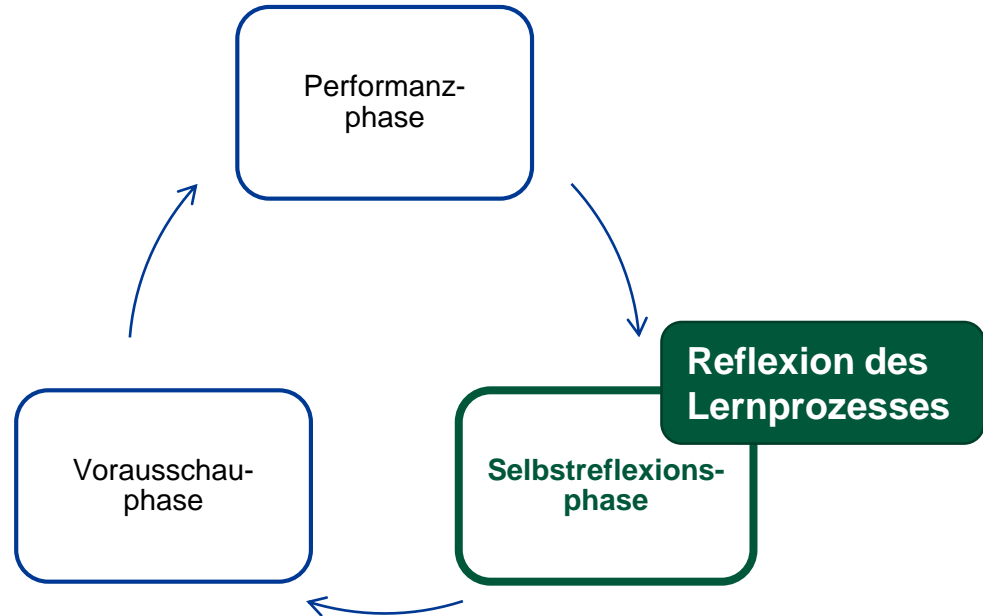 Performanz-
phase
Reflexion des
Lernprozesses
Vorausschau-
phase
Selbstreflexions-
phase